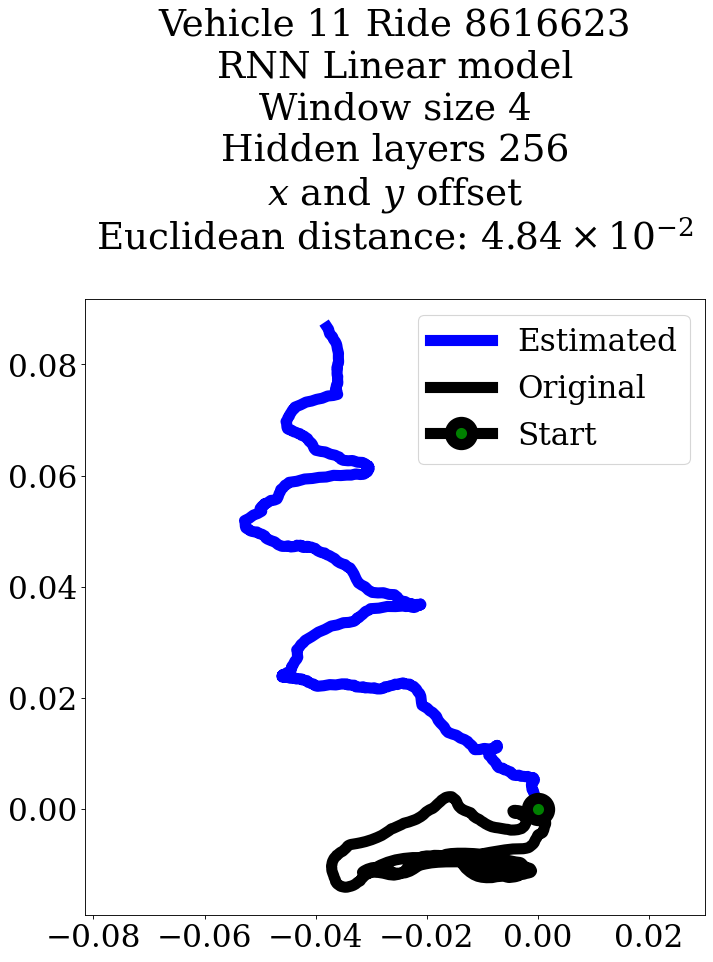 Vehicle 11 Ride 8616623
RNN Linear model
Window size 4
Hidden layers 256
x and y offset
Euclidean distance: 4.84 × 10⁻²
Estimated
Original
Start
0.08
0.06
0.04
0.02
0.00
−0.08 −0.06 −0.04 −0.02 0.00 0.02